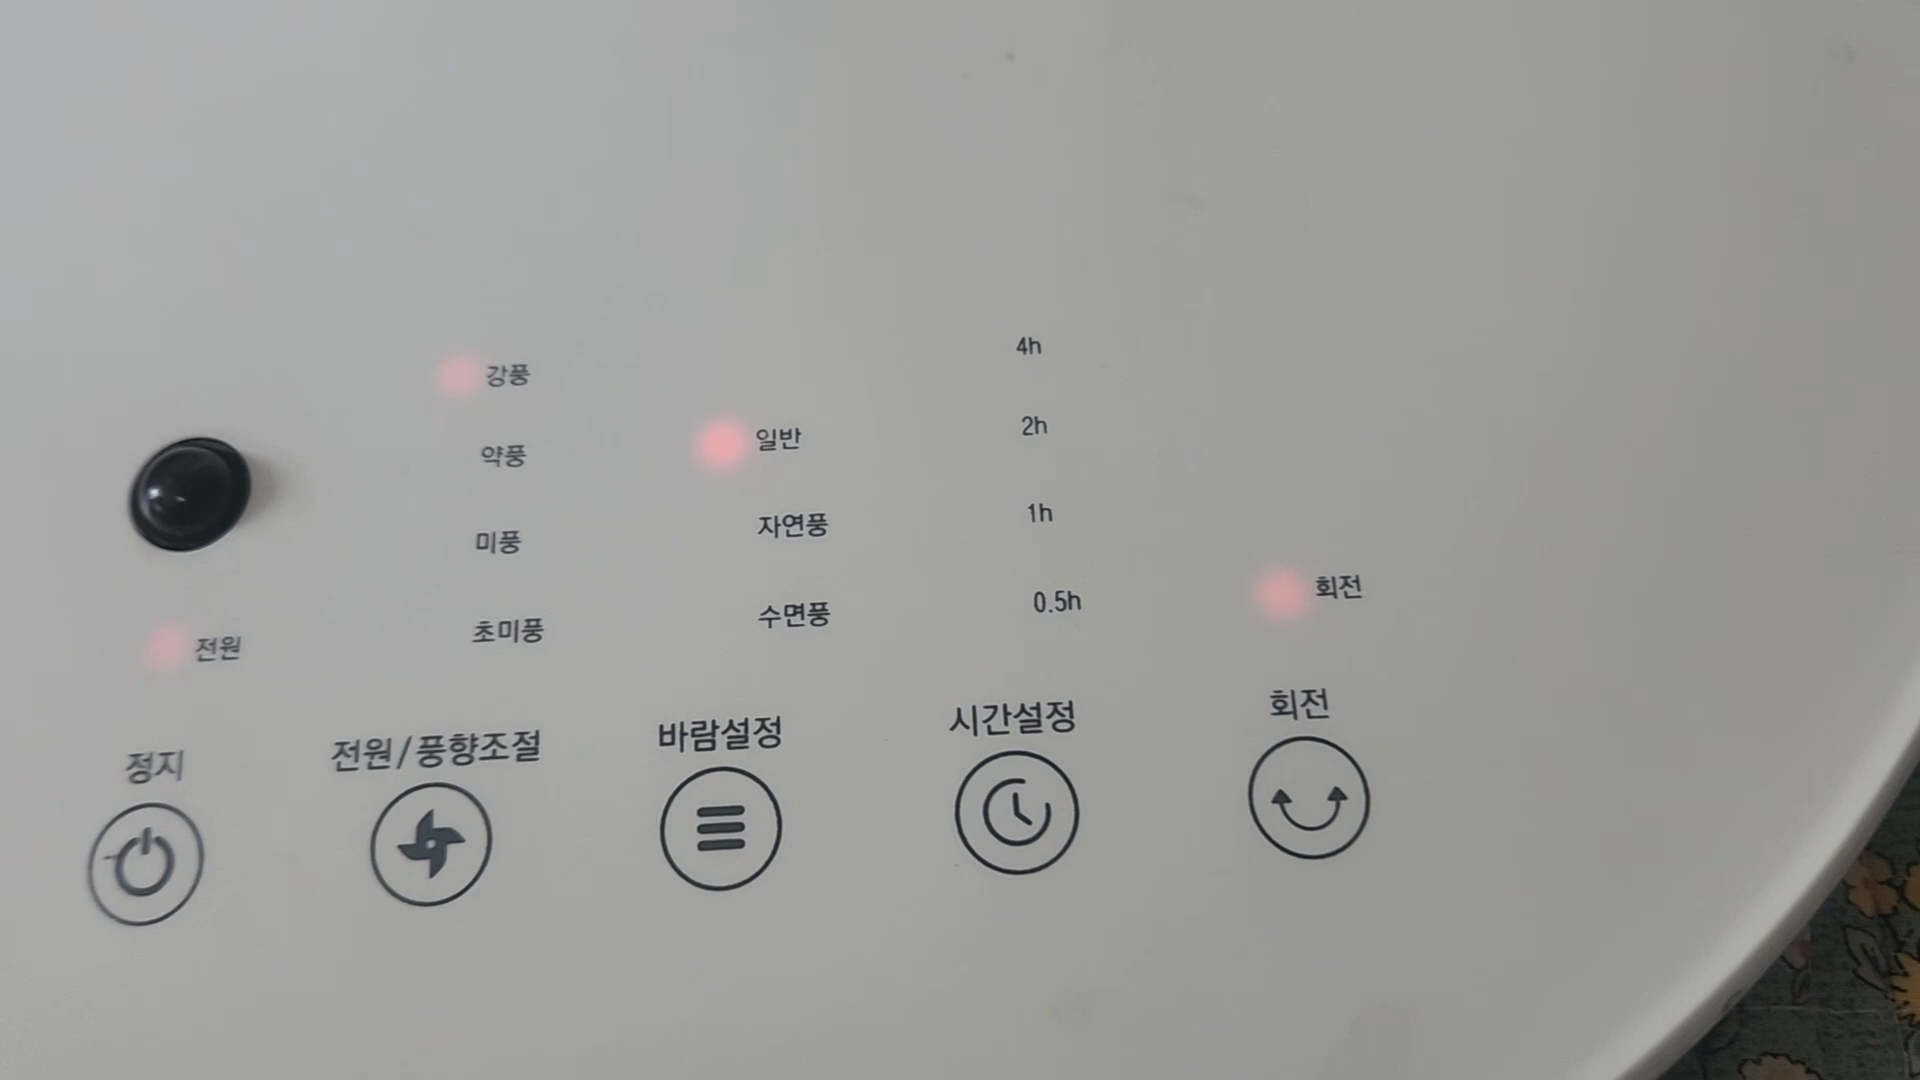 강풍
약풍
미풍
초미풍
일반
자연풍
수면풍
4h
2h
1h
0.5h
회전
전원
정지
전원/풍향조절
바람설정
시간설정
회전